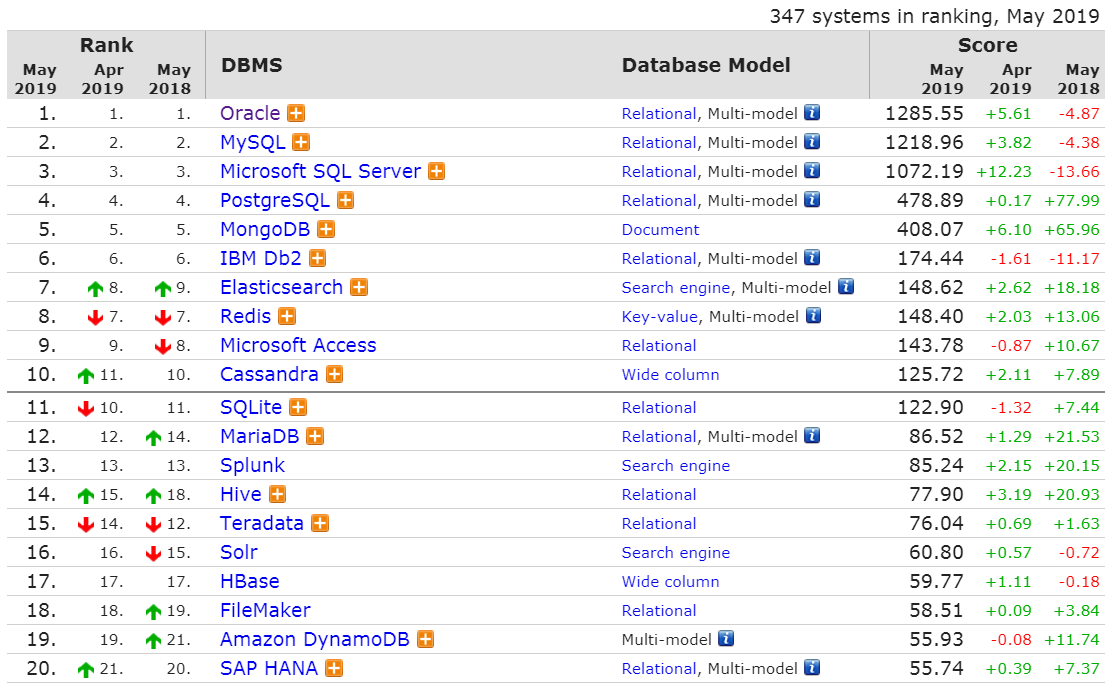 347 systems in ranking, May 2019
Rank DBMS Database Model Score
May 2019 Apr 2019 May 2018 May 2019 Apr 2019 May 2018
1. 1. 1. Oracle Relational, Multi-model 1285.55 +5.61 -4.87
2. 2. 2. MySQL Relational, Multi-model 1218.96 +3.82 -4.38
3. 3. 3. Microsoft SQL Server Relational, Multi-model 1072.19 +12.23 -13.66
4. 4. 4. PostgreSQL Relational, Multi-model 478.89 +0.17 +77.99
5. 5. 5. MongoDB Document 408.07 +6.10 +65.96
6. 6. 6. IBM Db2 Relational, Multi-model 174.44 -1.61 -11.17
7. 8. 9. Elasticsearch Search engine, Multi-model 148.62 +2.62 +18.18
8. 7. 7. Redis Key-value, Multi-model 148.40 +2.03 +13.06
9. 9. 8. Microsoft Access Relational 143.78 -0.87 +10.67
10. 11. 10. Cassandra Wide column 125.72 +2.11 +7.89
11. 10. 11. SQLite Relational 122.90 -1.32 +7.44
12. 12. 14. MariaDB Relational, Multi-model 86.52 +1.29 +21.53
13. 13. 13. Splunk Search engine 85.24 +2.15 +20.15
14. 15. 18. Hive Relational 77.90 +3.19 +20.93
15. 14. 12. Teradata Relational 76.04 +0.69 +1.63
16. 16. 15. Solr Search engine 60.80 +0.57 -0.72
17. 17. 17. HBase Wide column 59.77 +1.11 -0.18
18. 18. 19. FileMaker Relational 58.51 +0.09 +3.84
19. 19. 21. Amazon DynamoDB Multi-model 55.93 -0.08 +11.74
20. 21. 20. SAP HANA Relational, Multi-model 55.74 +0.39 +7.37